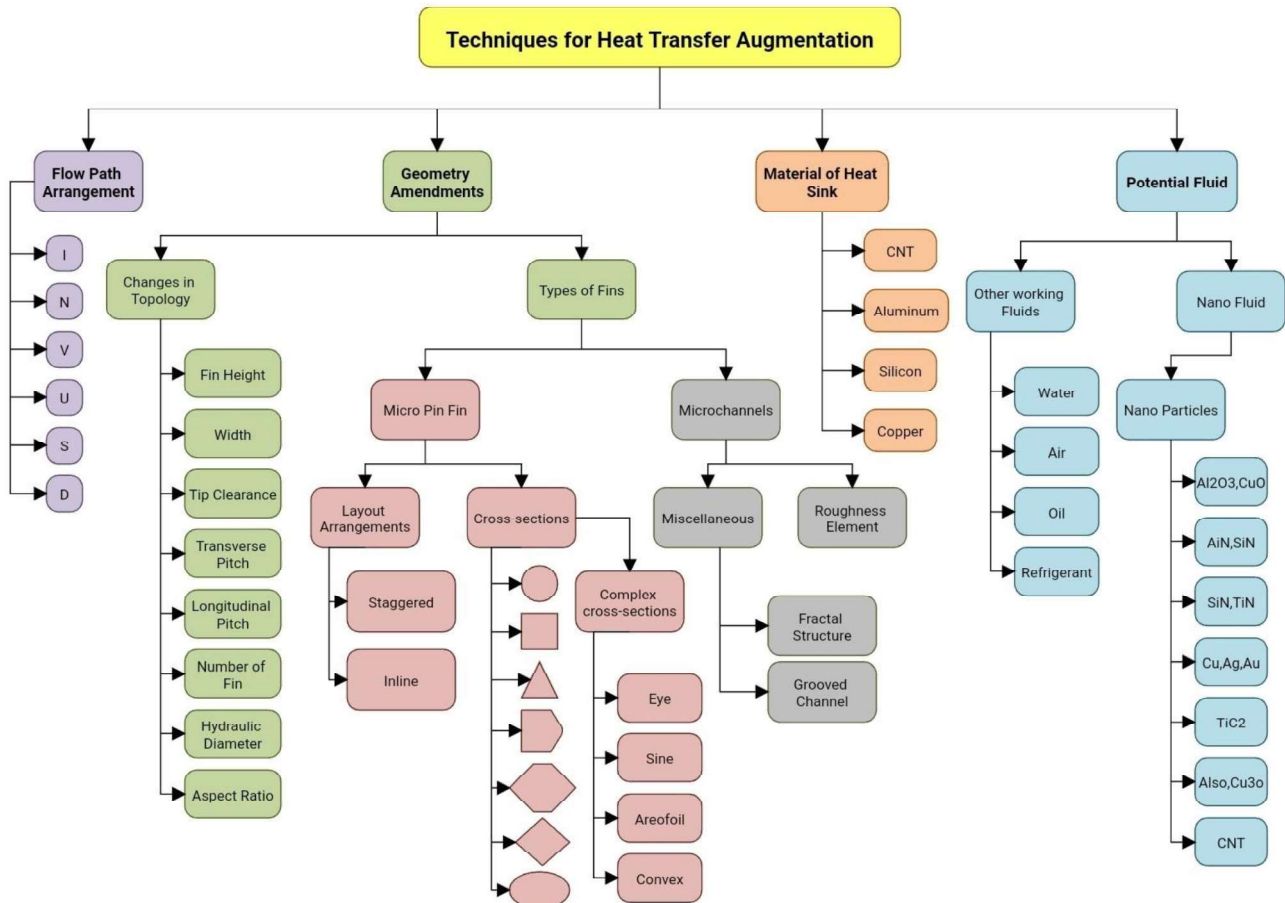 Techniques for Heat Transfer Augmentation
Flow Path
Arrangement
Geometry
Amendments
Material of Heat
Sink
Potential Fluid
I
N
V
U
S
D
Changes in
Topology
Types of Fins
Fin Height
Width
Tip Clearance
Transverse
Pitch
Longitudinal
Pitch
Number of
Fin
Hydraulic
Diameter
Aspect Ratio
Micro Pin Fin
Microchannels
Layout
Arrangements
Cross sections
Miscellaneous
Roughness
Element
Staggered
Inline
Complex
cross-sections
Eye
Sine
Areofoil
Convex
Fractal
Structure
Grooved
Channel
CNT
Aluminum
Silicon
Copper
Other working
Fluids
Nano Fluid
Water
Air
Oil
Refrigerant
Nano Particles
Al2O3,CuO
AiN,SiN
SiN,TiN
Cu,Ag,Au
TiC2
Also,Cu3o
CNT